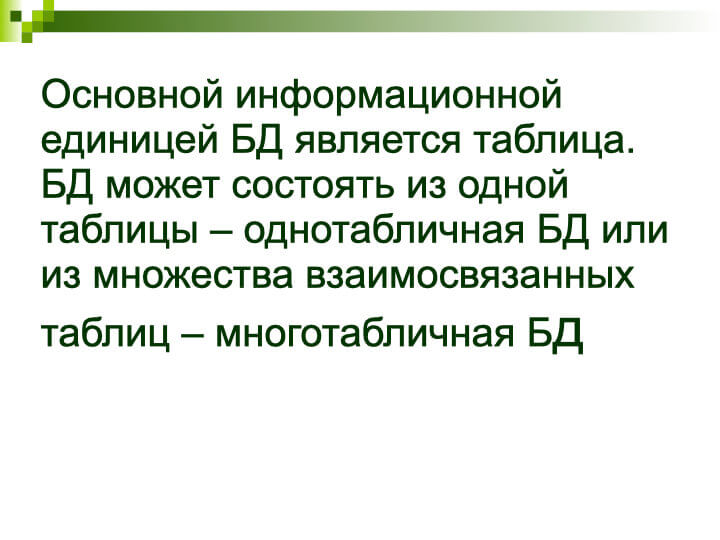 Основной информационной
единицей БД является таблица.
БД может состоять из одной
таблицы – однотабличная БД или
из множества взаимосвязанных
таблиц – многотабличная БД